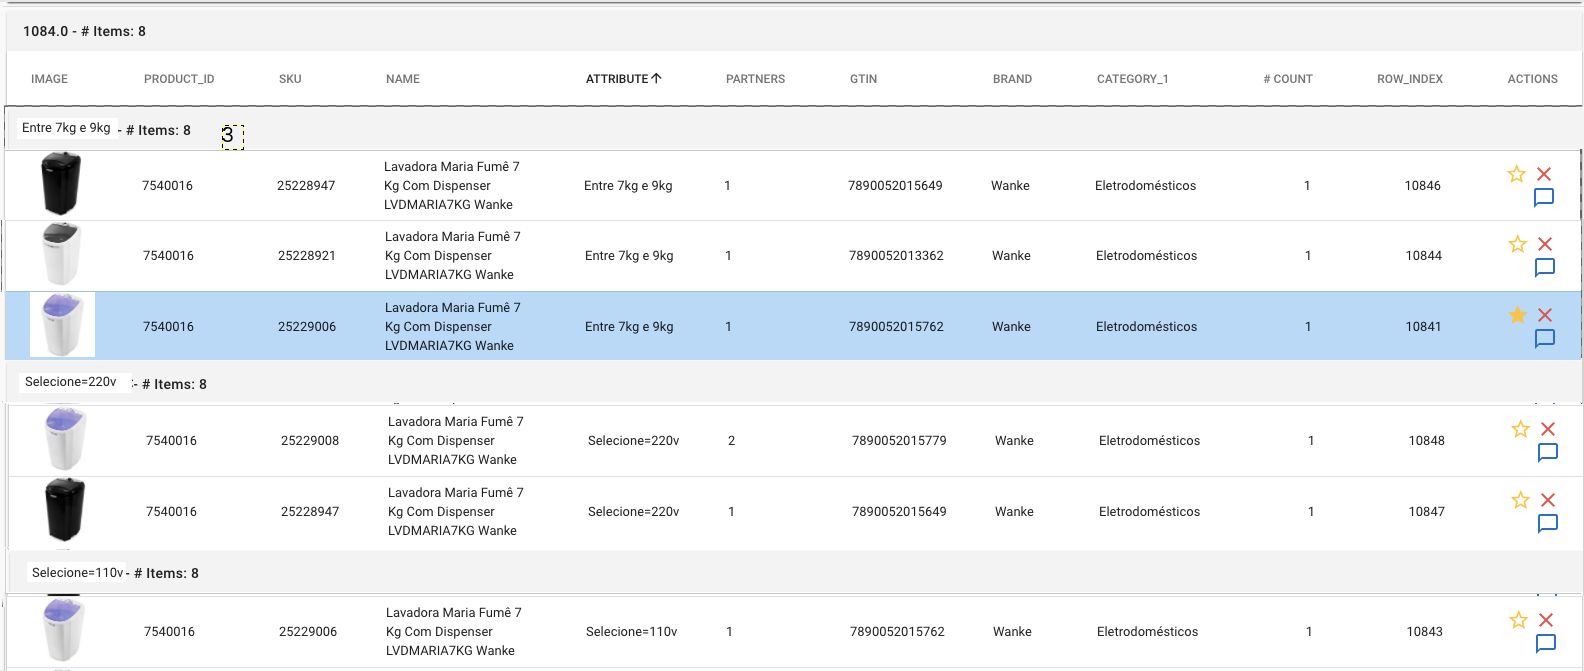 1084.0 - # Items: 8
IMAGE PRODUCT_ID SKU NAME ATTRIBUTE PARTNERS GTIN BRAND CATEGORY_1 # COUNT ROW_INDEX ACTIONS
Entre 7kg e 9kg - # Items: 8 3
Lavadora Maria Fumê 7
7540016 25228947 Kg Com Dispenser Entre 7kg e 9kg 1 7890052015649 Wanke Eletrodomésticos 1 10846
LVDMARIA7KG Wanke
Lavadora Maria Fumê 7
7540016 25228921 Kg Com Dispenser Entre 7kg e 9kg 1 7890052013362 Wanke Eletrodomésticos 1 10844
LVDMARIA7KG Wanke
Lavadora Maria Fumê 7
7540016 25229006 Kg Com Dispenser Entre 7kg e 9kg 1 7890052015762 Wanke Eletrodomésticos 1 10841
LVDMARIA7KG Wanke
Selecione=220v - # Items: 8
Lavadora Maria Fumê 7
7540016 25229008 Kg Com Dispenser Selecione=220v 2 7890052015779 Wanke Eletrodomésticos 1 10848
LVDMARIA7KG Wanke
Lavadora Maria Fumê 7
7540016 25228947 Kg Com Dispenser Selecione=220v 1 7890052015649 Wanke Eletrodomésticos 1 10847
LVDMARIA7KG Wanke
Selecione=110v - # Items: 8
Lavadora Maria Fumê 7
7540016 25229006 Kg Com Dispenser Selecione=110v 1 7890052015762 Wanke Eletrodomésticos 1 10843
LVDMARIA7KG Wanke